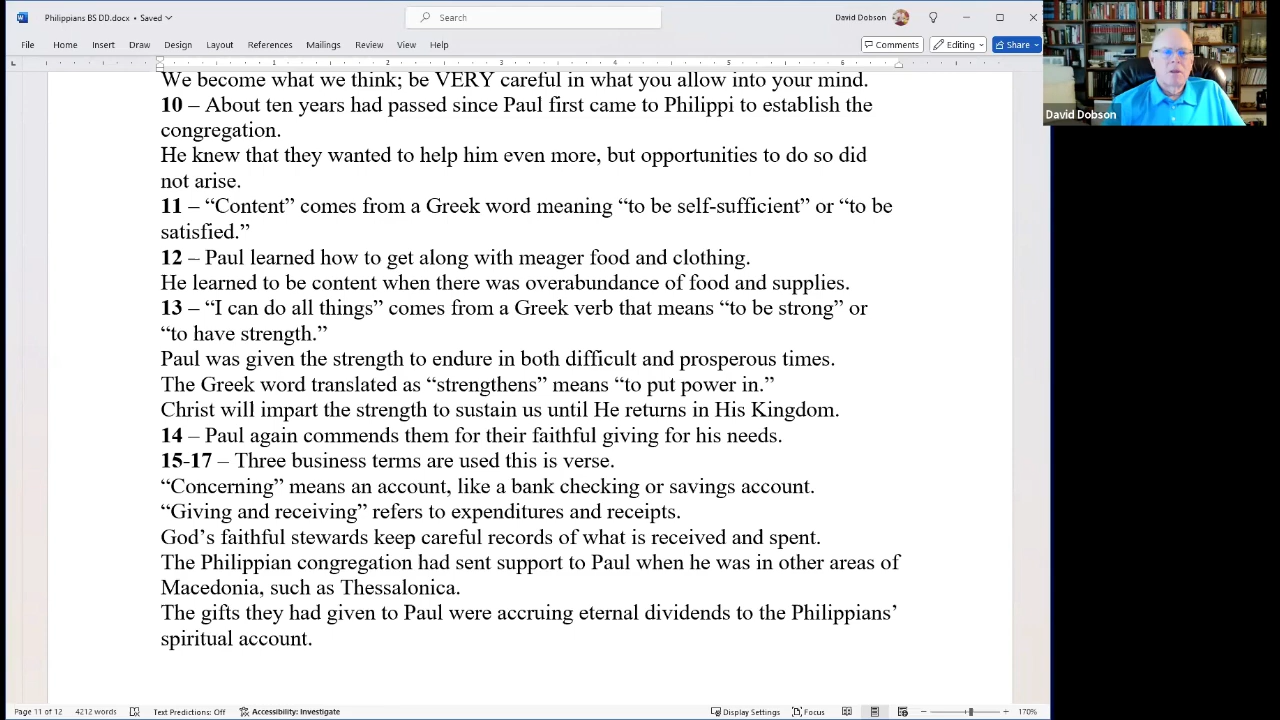 Philippians BS DD.docx • Saved
Search
David Dobson
File Home Insert Draw Design Layout References Mailings Review View Help
Comments Editing Share
1 2 3 4 5 6
We become what we think; be VERY careful in what you allow into your mind.
10 – About ten years had passed since Paul first came to Philippi to establish the
congregation.
He knew that they wanted to help him even more, but opportunities to do so did
not arise.
11 – “Content” comes from a Greek word meaning “to be self-sufficient” or “to be
satisfied.”
12 – Paul learned how to get along with meager food and clothing.
He learned to be content when there was overabundance of food and supplies.
13 – “I can do all things” comes from a Greek verb that means “to be strong” or
“to have strength.”
Paul was given the strength to endure in both difficult and prosperous times.
The Greek word translated as “strengthens” means “to put power in.”
Christ will impart the strength to sustain us until He returns in His Kingdom.
14 – Paul again commends them for their faithful giving for his needs.
15-17 – Three business terms are used this is verse.
“Concerning” means an account, like a bank checking or savings account.
“Giving and receiving” refers to expenditures and receipts.
God’s faithful stewards keep careful records of what is received and spent.
The Philippian congregation had sent support to Paul when he was in other areas of
Macedonia, such as Thessalonica.
The gifts they had given to Paul were accruing eternal dividends to the Philippians’
spiritual account.
Page 11 of 12 4212 words Text Predictions: Off Accessibility: Investigate Display Settings Focus 170%
David Dobson